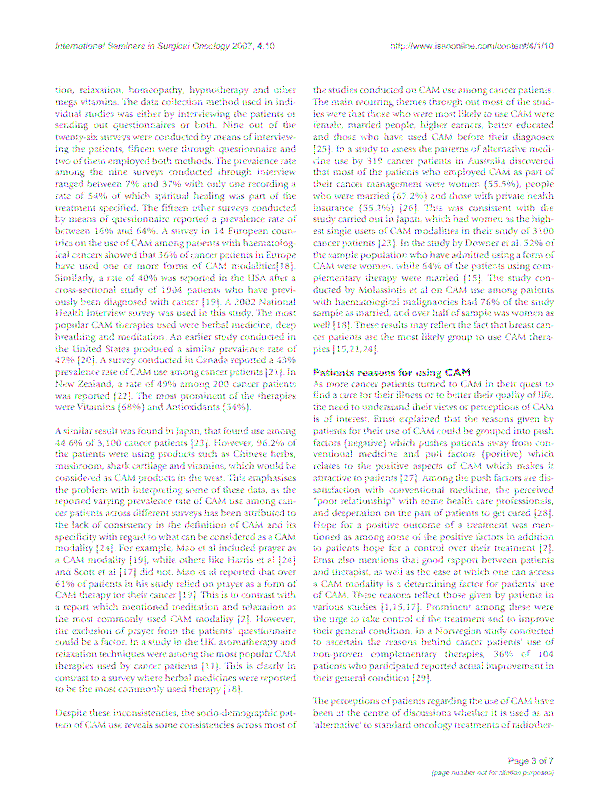 International Seminars in Surgical Oncology 2007, 4:10
http://www.issoonline.com/content/4/1/10
tion, relaxation, homeopathy, hypnotherapy and other
mega vitamins. The data collection method used in indi-
vidual studies was either by interviewing the patients or
sending out questionnaires or both. Nine out of the
twenty-six surveys were conducted by means of interview-
ing the patients, fifteen were through questionnaire and
two of them employed both methods. The prevalence rate
among the nine surveys conducted through interview
ranged between 7% and 37% with only one recording a
rate of 54% of which spiritual healing was part of the
treatment specified. The fifteen other surveys conducted
by means of questionnaire reported a prevalence rate of
between 16% and 64%. A survey in 14 European coun-
tries on the use of CAM among patients with haematolog-
ical cancers showed that 36% of cancer patients in Europe
have used one or more forms of CAM modalities[18].
Similarly, a rate of 40% was reported in the USA after a
cross-sectional study of 1904 patients who have previ-
ously been diagnosed with cancer [19]. A 2002 National
Health Interview survey was used in this study. The most
popular CAM therapies used were herbal medicine, deep
breathing and meditation. An earlier study conducted in
the United States produced a similar prevalence rate of
42% [20]. A survey conducted in Canada reported a 43%
prevalence rate of CAM use among cancer patients [21]. In
New Zealand, a rate of 49% among 200 cancer patients
was reported [22]. The most prominent of the therapies
were Vitamins (68%) and Antioxidants (54%).
A similar result was found in Japan, that found use among
44.6% of 3,100 cancer patients [23]. However, 96.2% of
the patients were using products such as Chinese herbs,
mushroom, shark cartilage and vitamins, which would be
considered as CAM products in the west. This emphasises
the problem with interpreting some of these data, as the
reported varying prevalence rate of CAM use among can-
cer patients across different surveys has been attributed to
the lack of consistency in the definition of CAM and its
specificity with regard to what can be considered as a CAM
modality [24]. For example, Mao et al included prayer as
a CAM modality [19], while others like Harris et al [24]
and Scott et al [17] did not. Mao et al reported that over
61% of patients in his study relied on prayer as a form of
CAM therapy for their cancer [19]. This is in contrast with
a report which mentioned medication and relaxation as
the most commonly used CAM modality [2]. However,
the exclusion of prayer from the patients' questionnaire
could be a factor. In a study in the UK, aromatherapy and
relaxation techniques were among the most popular CAM
therapies used by cancer patients [17]. This is clearly in
contrast to a survey where herbal medicines were reported
to be the most commonly used therapy [18].
Despite these inconsistencies, the socio-demographic pat-
tern of CAM use, reveals some consistencies across most of
the studies conducted on CAM use among cancer patients.
The main recurring themes through out most of the stud-
ies were that those who were most likely to use CAM were
female, married people, higher earners, better educated
and those who have used CAM before their diagnoses
[25]. In a study to assess the patterns of alternative medi-
cine use by 319 cancer patients in Australia discovered
that most of the patients who employed CAM as part of
their cancer management were women (55.5%), people
who were married (62.2%) and those with private health
insurance (35.1%) [26]. This was consistent with the
study carried out in Japan, which had women as the high-
est single users of CAM modalities in their study of 3100
cancer patients [23]. In the study by Downer et al, 32% of
the sample population who have admitted using a form of
CAM were women, while 64% of the patients using com-
plementary therapy were married [15]. The study con-
ducted by Molassiotis et al on CAM use among patients
with haematological malignancies had 76% of the study
sample as married, and over half of sample was women as
well [18]. These results may reflect the fact that breast can-
cer patients are the most likely group to use CAM thera-
pies [15,21,24].
Patients reasons for using CAM
As more cancer patients turned to CAM in their quest to
find a cure for their illness or to better their quality of life,
the need to understand their views or perceptions of CAM
is of interest. Ernst explained that the reasons given by
patients for their use of CAM could be grouped into push
factors (negative) which pushes patients away from con-
ventional medicine and pull factors (positive) which
relates to the positive aspects of CAM which makes it
attractive to patients [27]. Among the push factors are dis-
satisfaction with conventional medicine, the perceived
"poor relationship" with some health care professionals,
and desperation on the part of patients to get cured [28].
Hope for a positive outcome of a treatment was men-
tioned as among some of the positive factors in addition
to patients hope for a control over their treatment [2].
Ernst also mentions that good rapport between patients
and therapist, as well as the ease at which one can access
a CAM modality is a determining factor for patients' use
of CAM. These reasons reflect those given by patients in
various studies [1,15,17]. Prominent among these were
the urge to take control of the treatment and to improve
their general condition. In a Norwegian study conducted
to ascertain the reasons behind cancer patients' use of
non-proven complementary therapies, 36% of 104
patients who participated reported actual improvement in
their general condition [29].
The perceptions of patients regarding the use of CAM have
been at the centre of discussions whether it is used as an
'alternative' to standard oncology treatments of radiother-
Page 3 of 7
(page number not for citation purposes)